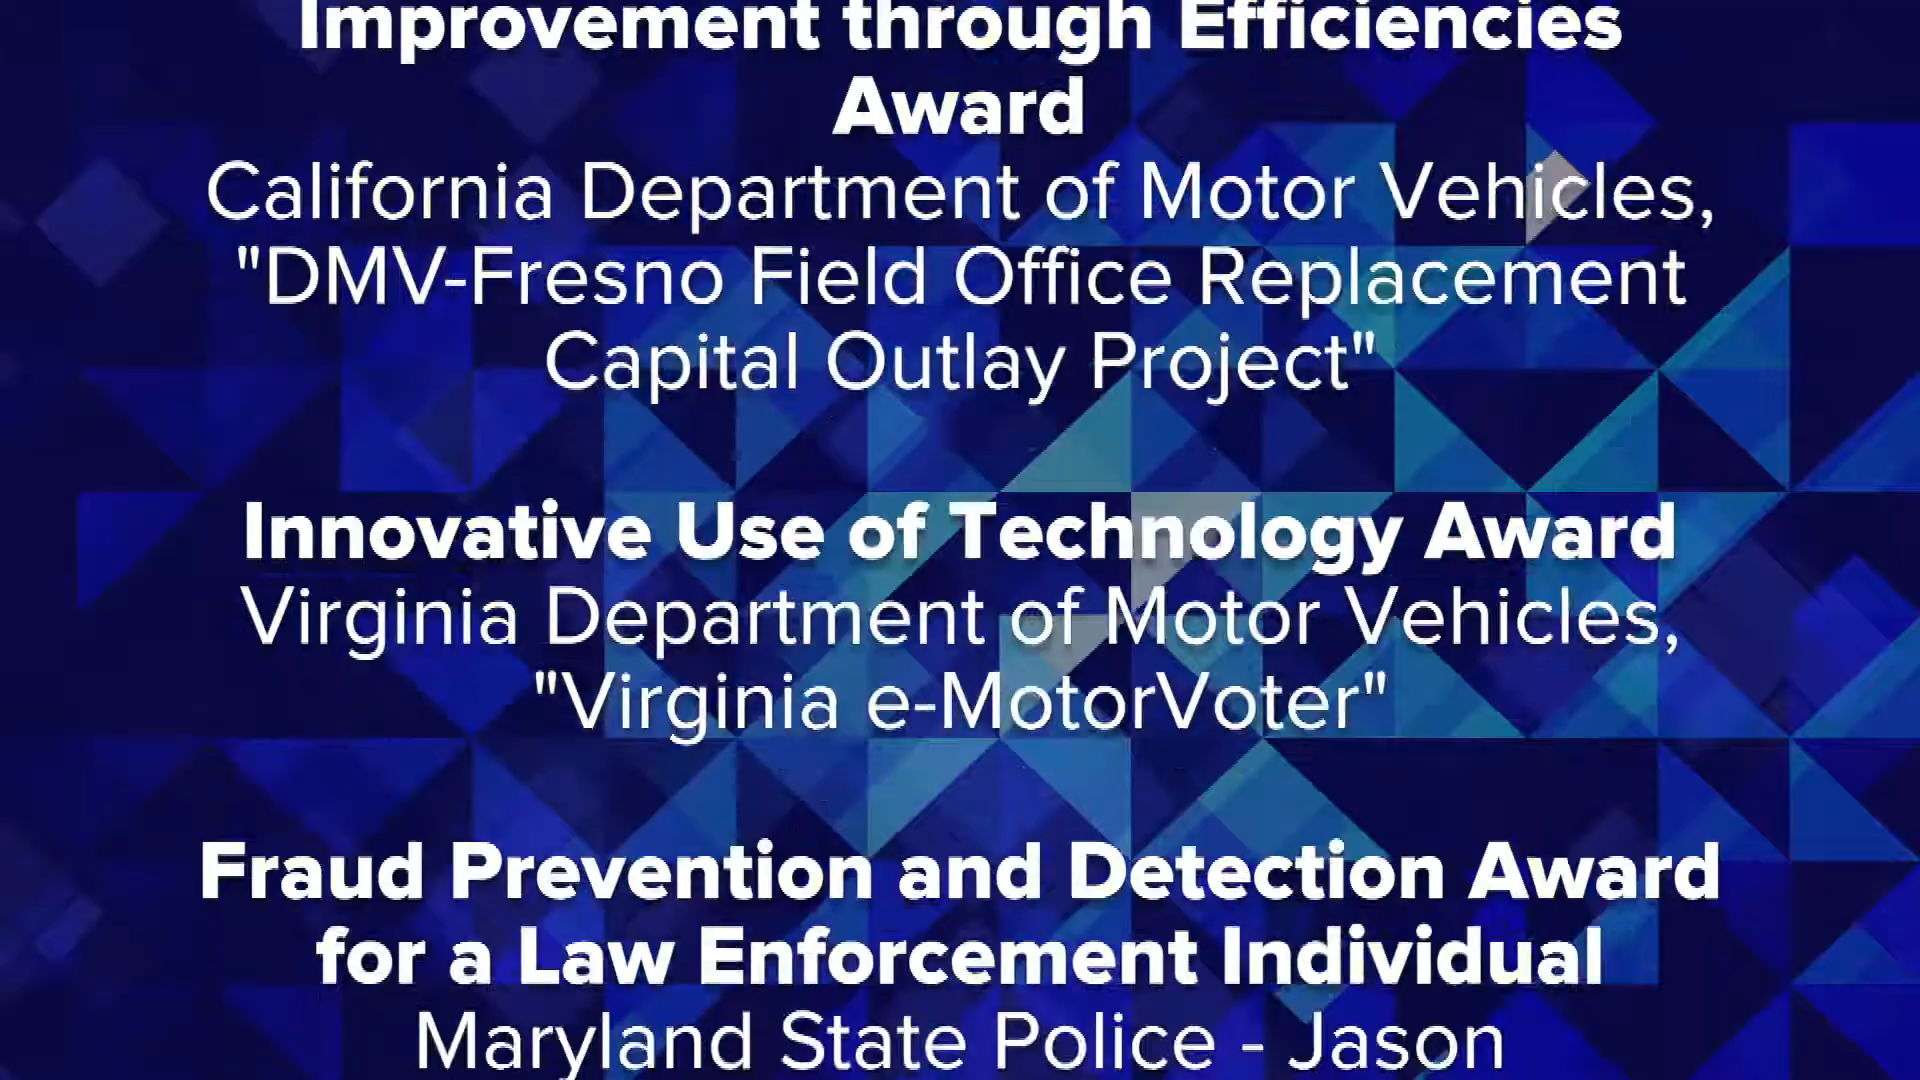 Improvement through Efficiencies
Award
California Department of Motor Vehicles,
"DMV-Fresno Field Office Replacement
Capital Outlay Project"
Innovative Use of Technology Award
Virginia Department of Motor Vehicles,
"Virginia e-MotorVoter"
Fraud Prevention and Detection Award
for a Law Enforcement Individual
Maryland State Police - Jason